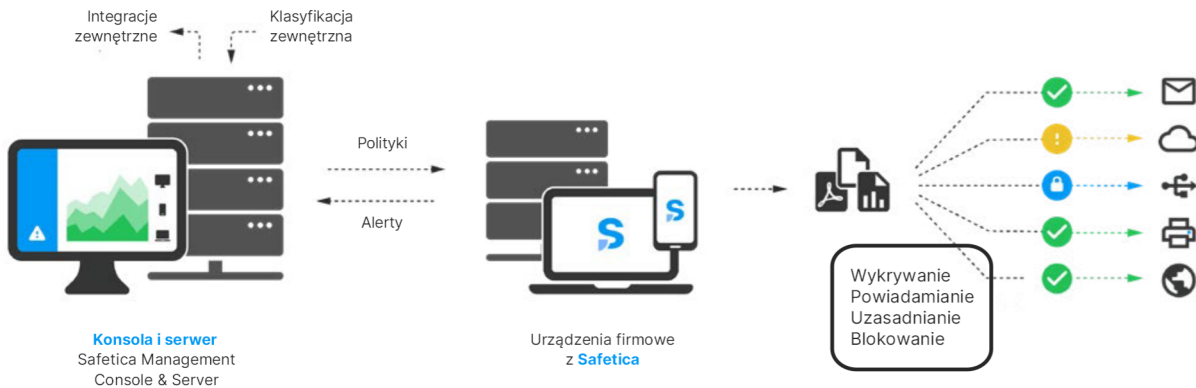 Integracje
zewnętrzne
Klasyfikacja
zewnętrzna
Polityki
Alerty
S
S
Konsola i serwer
Safetica Management
Console & Server
Urządzenia firmowe
z Safetica
Wykrywanie
Powiadamianie
Uzasadnianie
Blokowanie